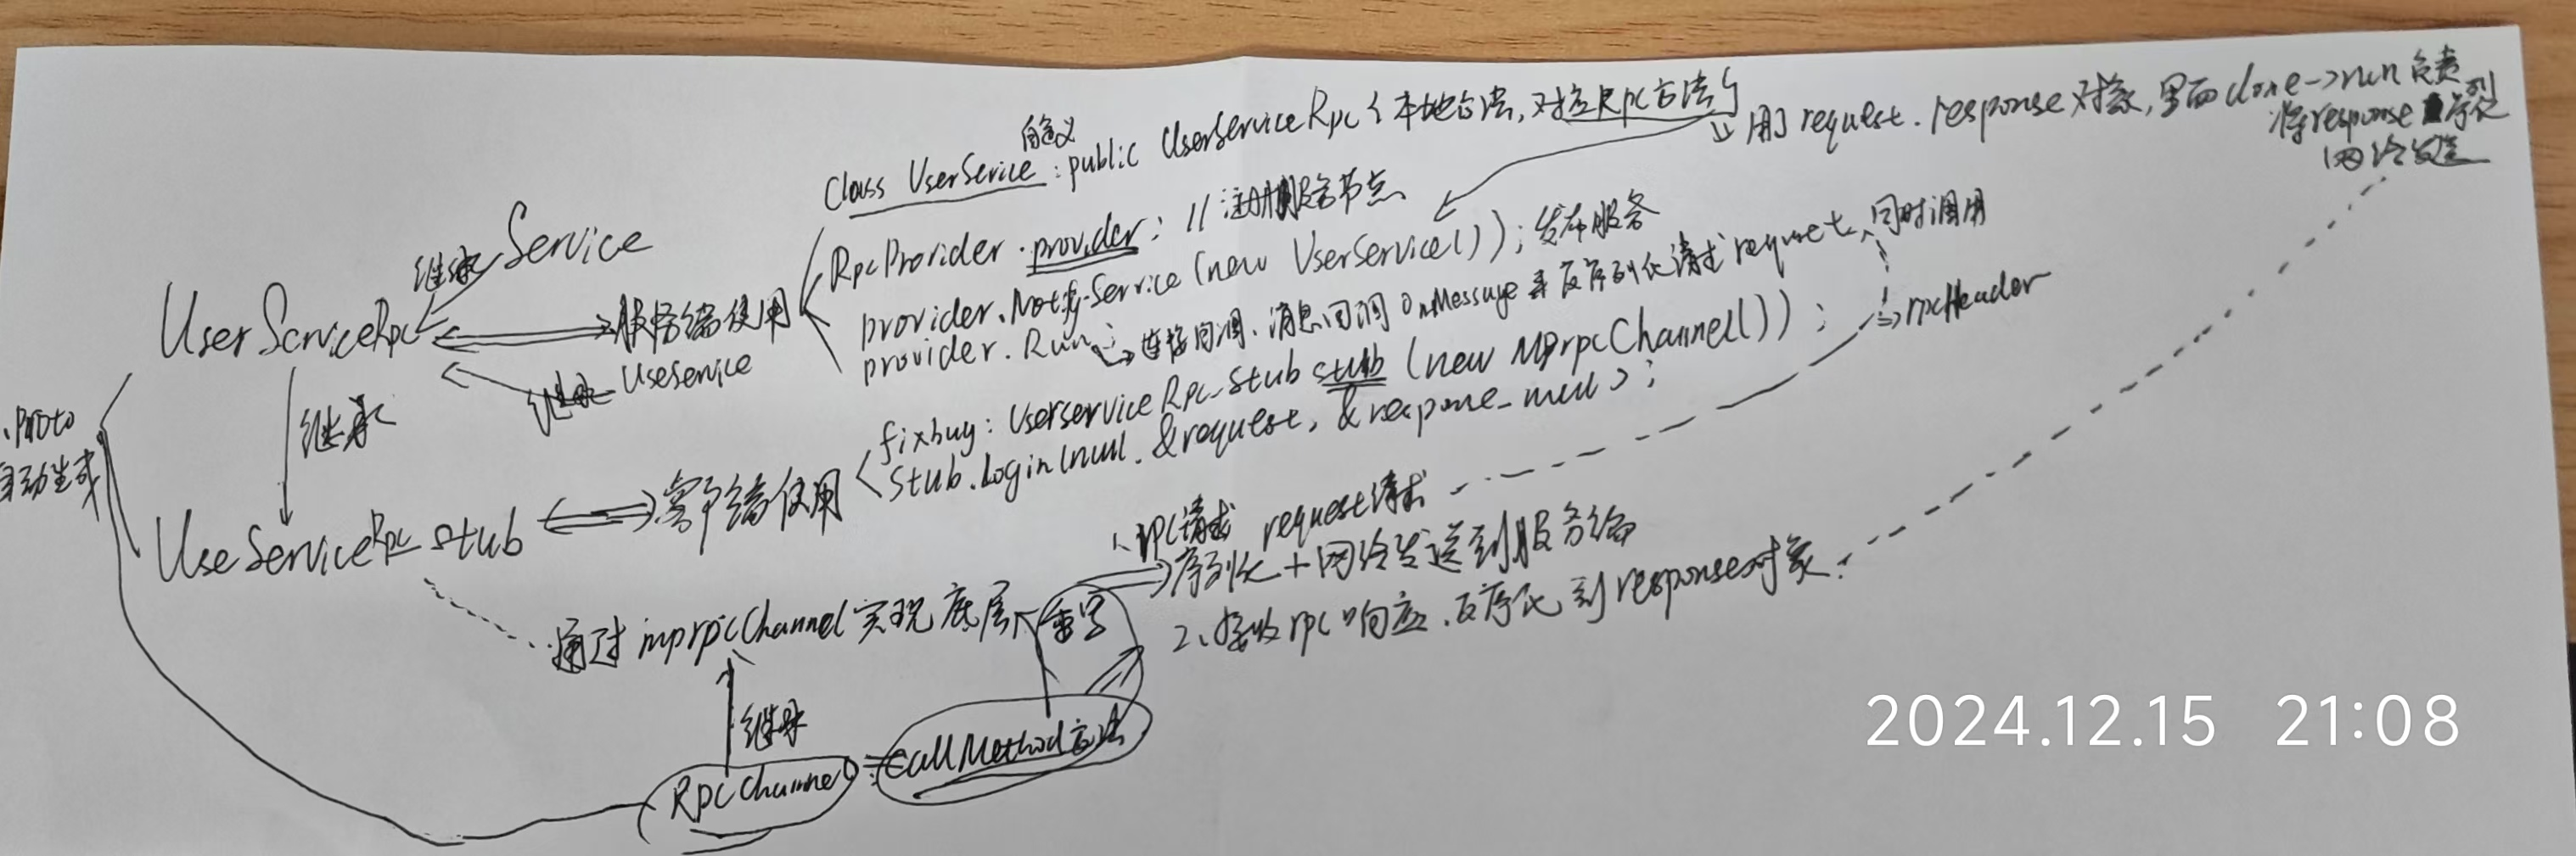 自定义
Class UserSerice : public UserserviceRpc { 本地方法, 对应Rpc方法 }
用了 request. response 对象, 里面 done->run 负责
将response 序列化
网络发送
继承 Service
RpcProvider . provider ; // 注册服务节点
provider.Notify-Service (new UserService()); 发布服务
provider.Run; 连接回调、消息回调 OnMessage 来反序列化请求 request、同时调用
rpcHeader
UserServiceRpc
服务端使用
继承 Useservice
.proto
自动生成
继承
fixbug: UserserviceRpc_Stub stub (new MprpcChannel()) ;
Stub.Login(null. &request, &response_null);
UseServiceRpc_stub
客户端使用
1、rpc请求 request请求
序列化 + 网络发送到服务端
2、接收rpc响应. 反序化到response对象.
通过 mprpcChannel 实现 底层 重写
继承
RpcChannel : CallMethod方法
2024.12.15 21:08